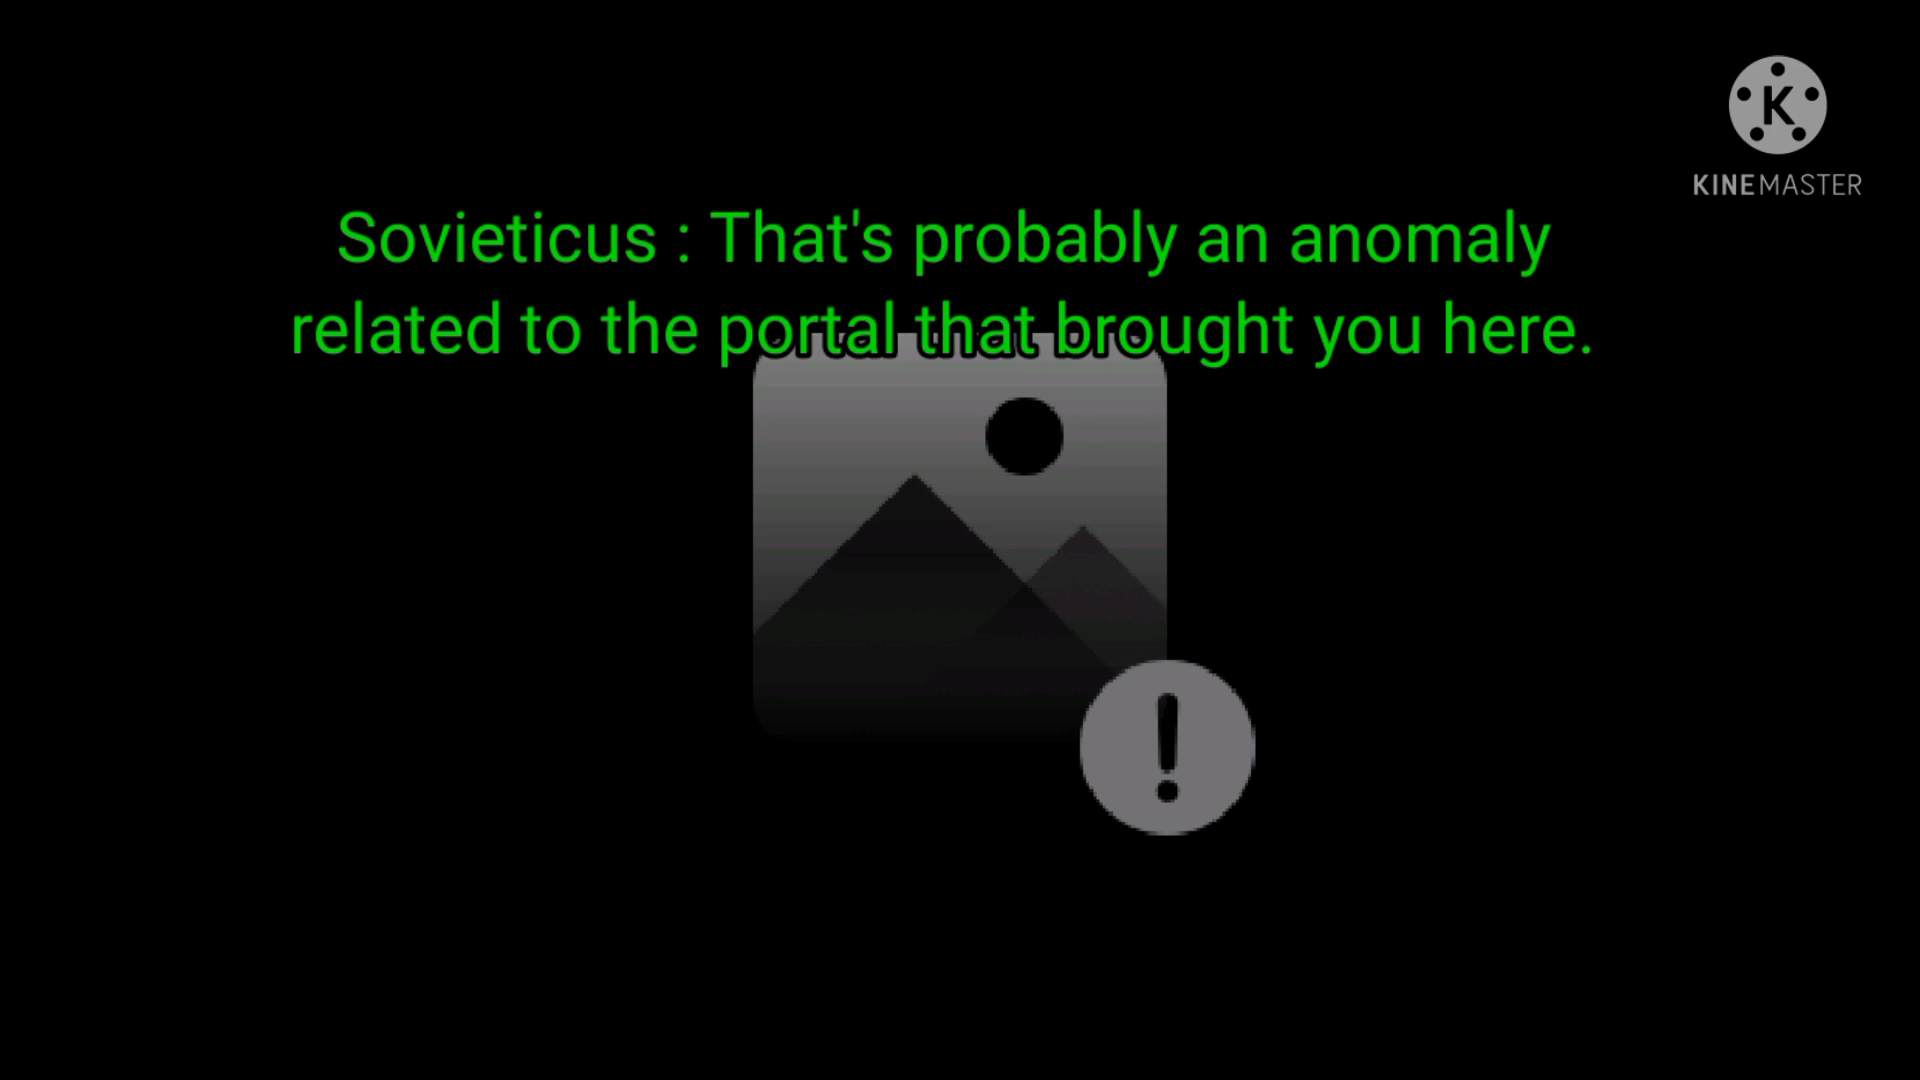 K
KINEMASTER
Sovieticus : That's probably an anomaly
related to the portal that brought you here.
!